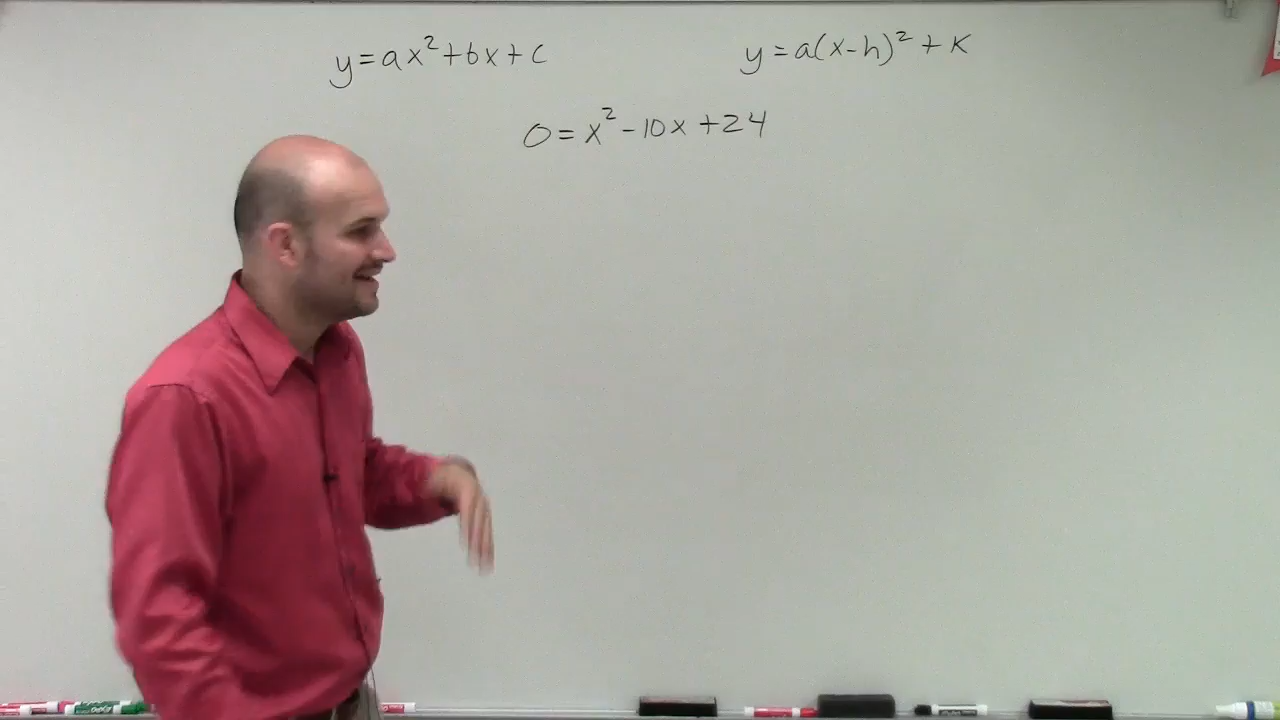 y=ax²+bx+c
y=a(x-h)²+k
0=x²-10x+24